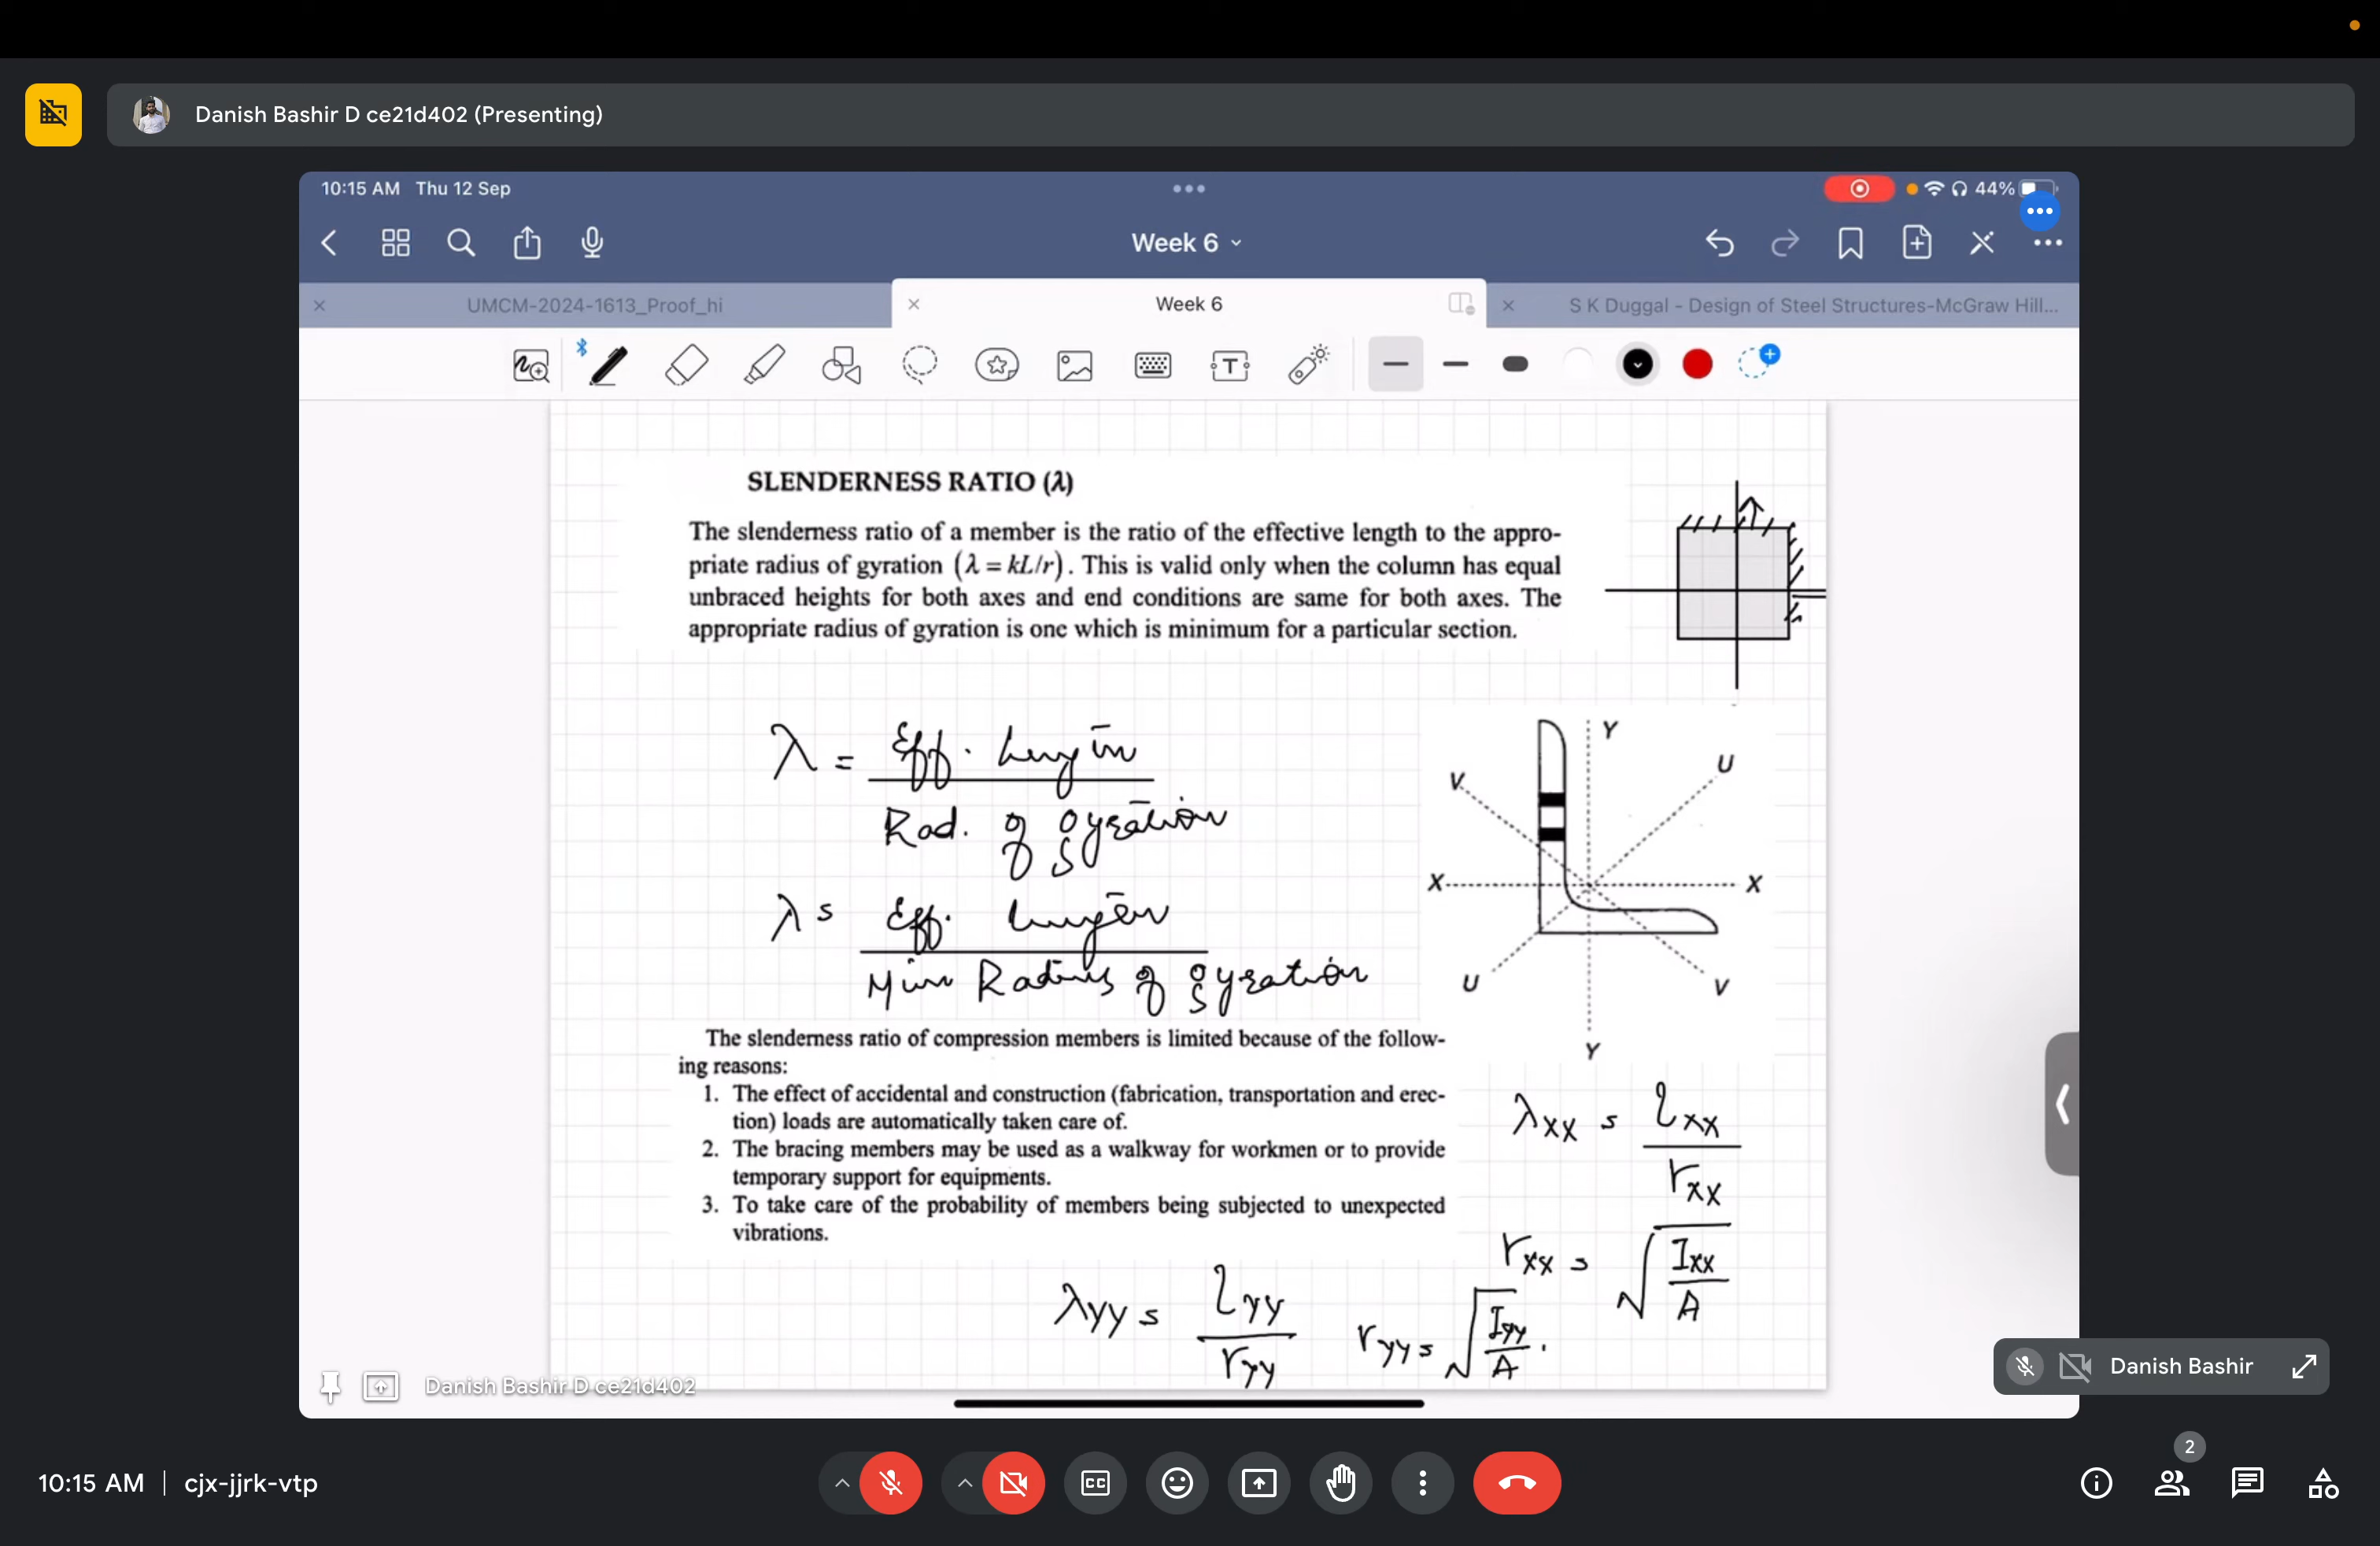 Danish Bashir D ce21d402 (Presenting)
10:15 AM Thu 12 Sep
44%
Week 6
UMCM-2024-1613_Proof_hi
Week 6
S K Duggal - Design of Steel Structures-McGraw Hill...
T
SLENDERNESS RATIO (λ)
The slenderness ratio of a member is the ratio of the effective length to the appro-
priate radius of gyration (λ = kL/r). This is valid only when the column has equal
unbraced heights for both axes and end conditions are same for both axes. The
appropriate radius of gyration is one which is minimum for a particular section.
λ = Eff. length / Rad. of gyration
λ = Eff. length / Min Radius of gyration
Y
U
V
X
X
U
V
Y
The slenderness ratio of compression members is limited because of the follow-
ing reasons:
1. The effect of accidental and construction (fabrication, transportation and erec-
tion) loads are automatically taken care of.
2. The bracing members may be used as a walkway for workmen or to provide
temporary support for equipments.
3. To take care of the probability of members being subjected to unexpected
vibrations.
λxx = lxx / rxx
rxx = √(Ixx / A)
λyy = lyy / ryy
ryy = √(Iyy / A).
Danish Bashir D ce21d402
Danish Bashir
10:15 AM | cjx-jjrk-vtp
CC
2